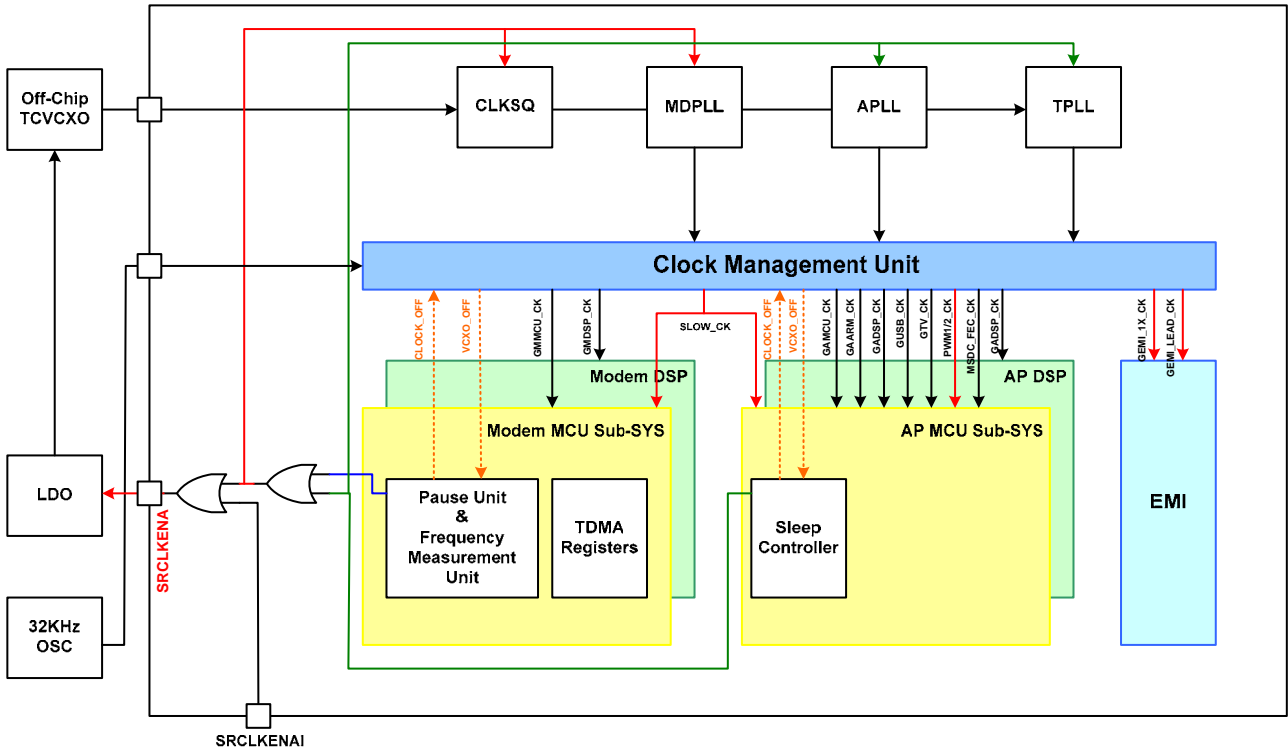 Off-Chip
TCVCXO
CLKSQ
MDPLL
APLL
TPLL
Clock Management Unit
CLOCK_OFF
VCXO_OFF
GMMCU_CK
GMDSP_CK
SLOW_CK
CLOCK_OFF
VCXO_OFF
GAMCU_CK
GAARM_CK
GADSP_CK
GUSB_CK
GTV_CK
PWM1/2_CK
MSDC_FEC_CK
GADSP_CK
GEMI_1X_CK
GEMI_LEAD_CK
Modem DSP
AP DSP
Modem MCU Sub-SYS
AP MCU Sub-SYS
LDO
SRCLKENA
Pause Unit
&
Frequency
Measurement
Unit
TDMA
Registers
Sleep
Controller
EMI
32KHz
OSC
SRCLKENAI